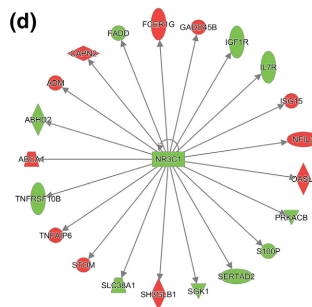 (d)
FCER1G
FADD
GADD45B
IGF1R
CAPN2
IL7R
ADM
ISG15
ABHD2
NFIL3
NR3C1
ABCA1
OASL
TNFRSF10B
PRKACB
TNFAIP6
S100P
STOM
SERTAD2
SLC38A1
SGK1
SH3GLB1